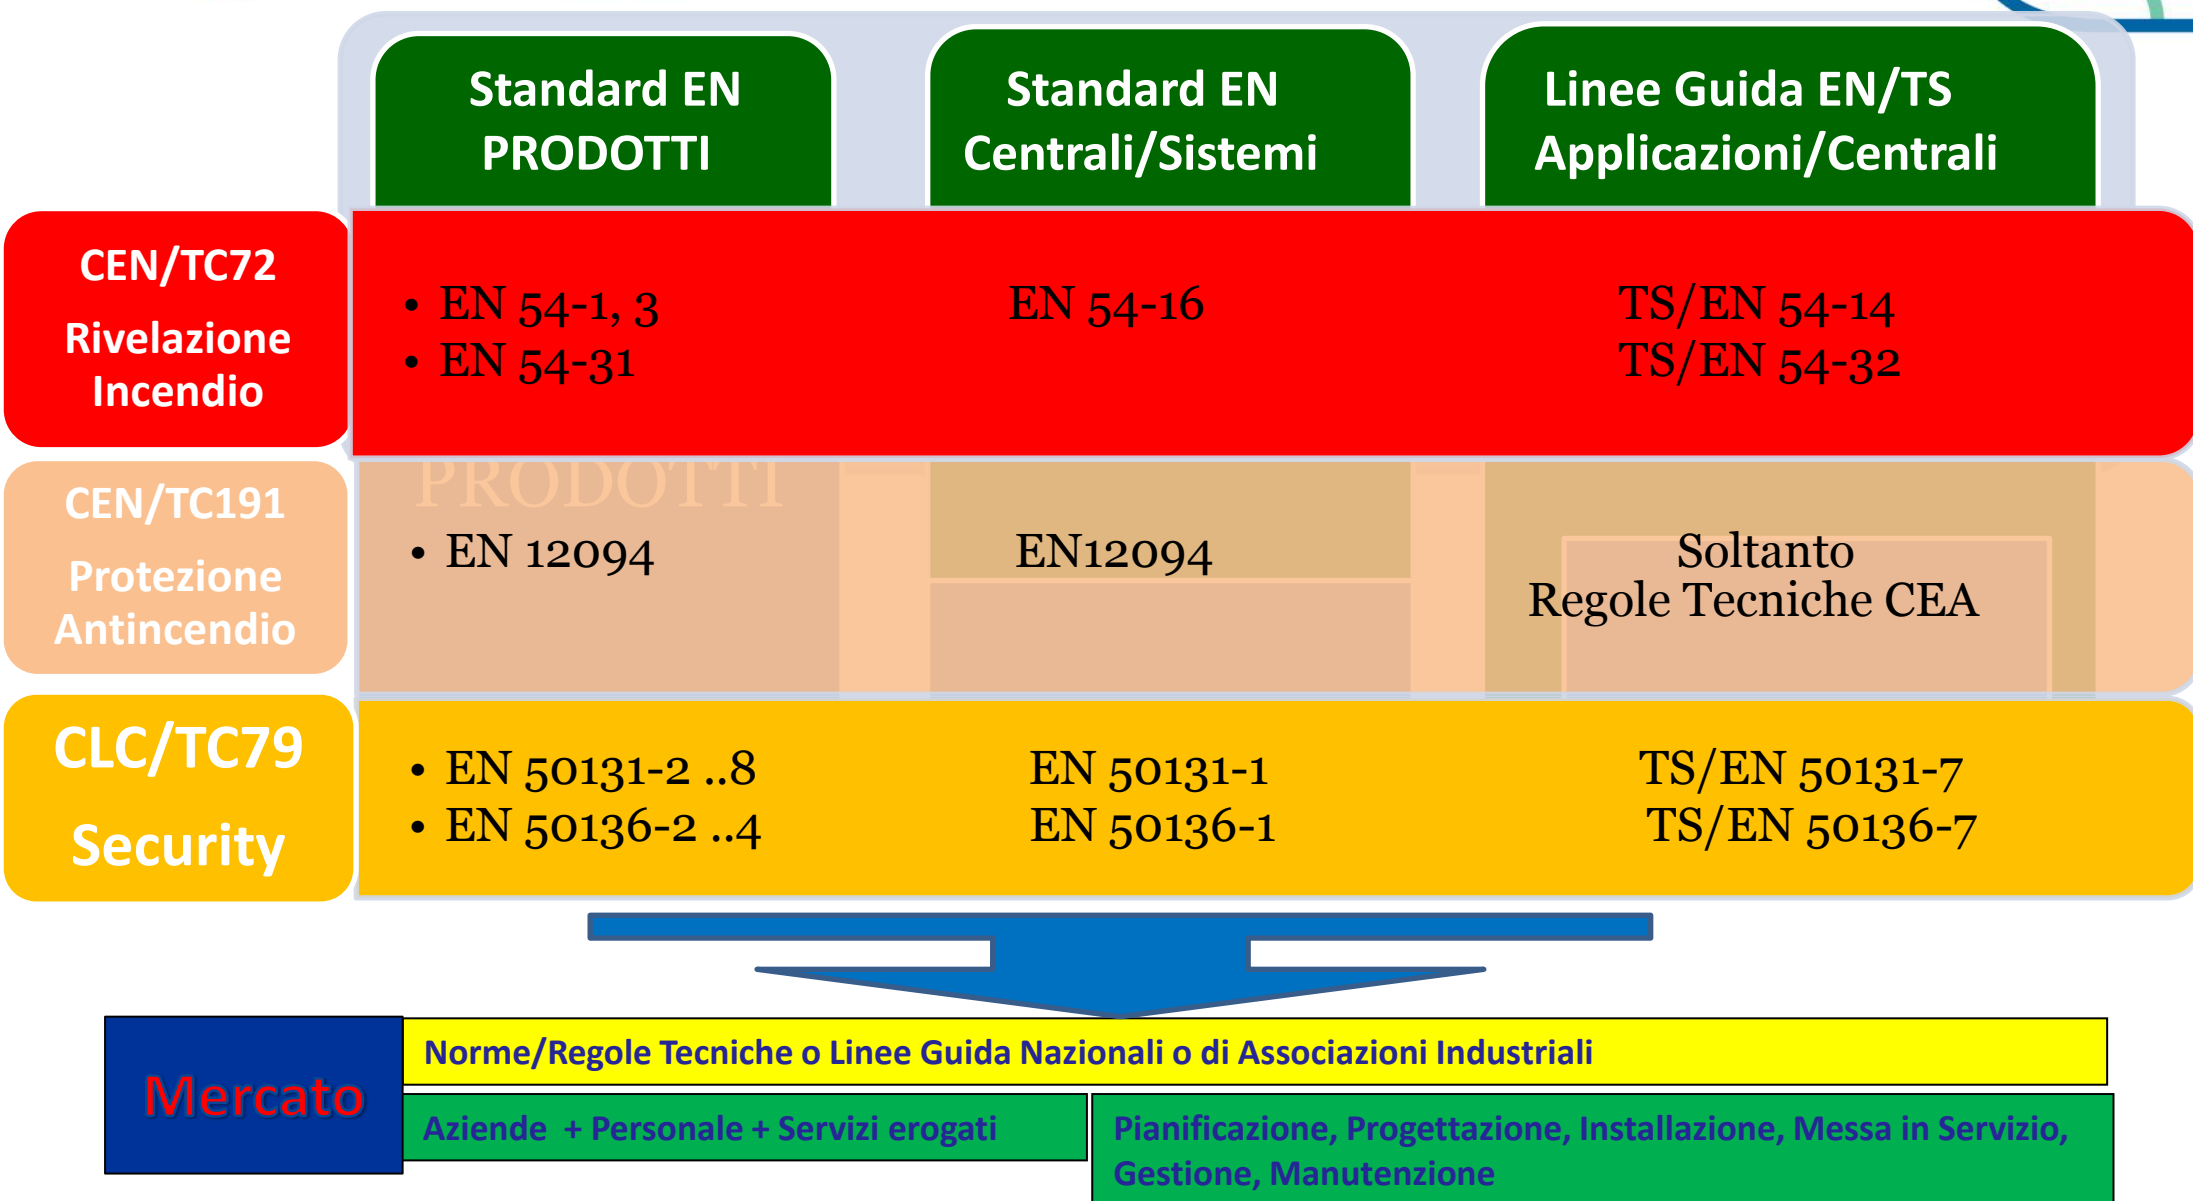 Standard EN
PRODOTTI
Standard EN
Centrali/Sistemi
Linee Guida EN/TS
Applicazioni/Centrali
CEN/TC72
Rivelazione
Incendio
• EN 54-1, 3
• EN 54-31
EN 54-16
TS/EN 54-14
TS/EN 54-32
CEN/TC191
Protezione
Antincendio
PRODOTTI
• EN 12094
EN12094
Soltanto
Regole Tecniche CEA
CLC/TC79
Security
• EN 50131-2 ..8
• EN 50136-2 ..4
EN 50131-1
EN 50136-1
TS/EN 50131-7
TS/EN 50136-7
Mercato
Norme/Regole Tecniche o Linee Guida Nazionali o di Associazioni Industriali
Aziende + Personale + Servizi erogati
Pianificazione, Progettazione, Installazione, Messa in Servizio,
Gestione, Manutenzione